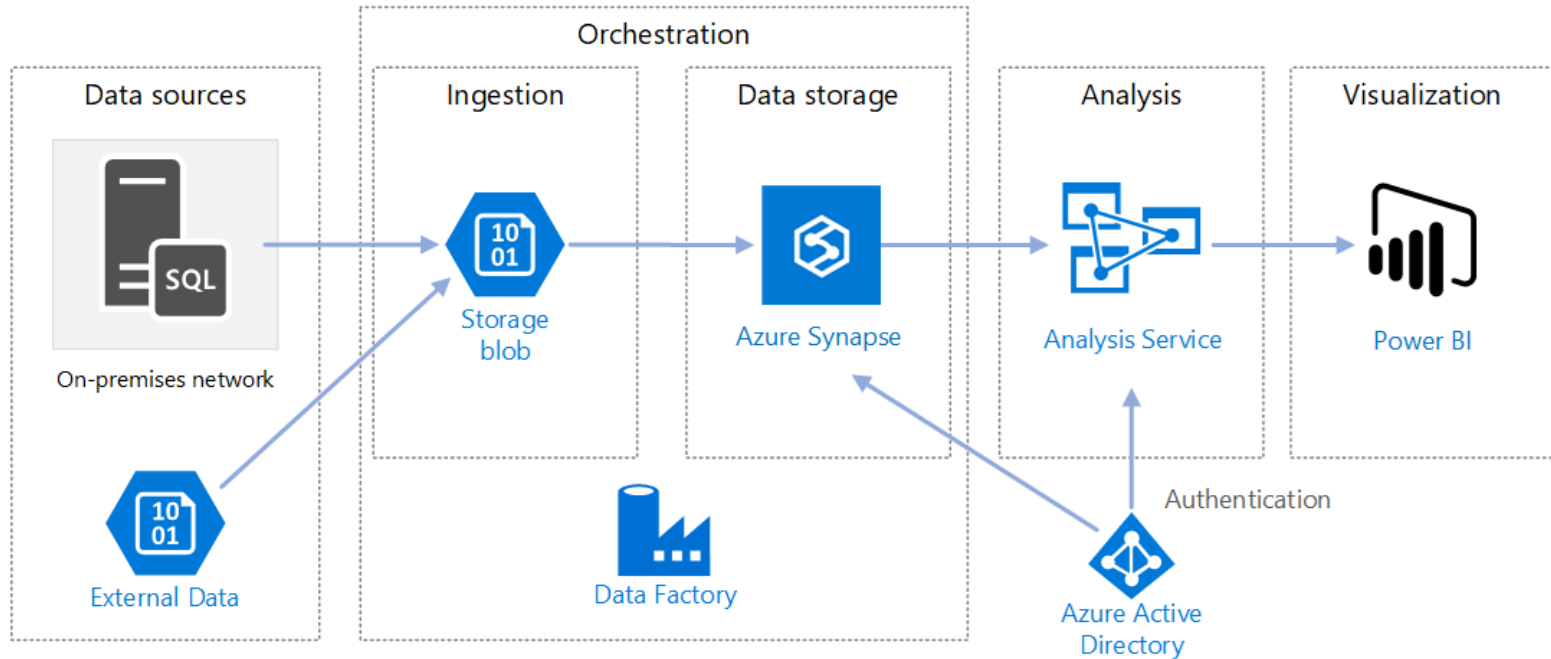 Orchestration
Data sources
Ingestion
Data storage
Analysis
Visualization
SQL
10
01
Storage
blob
Azure Synapse
Analysis Service
Power BI
On-premises network
10
01
External Data
Data Factory
Authentication
Azure Active
Directory